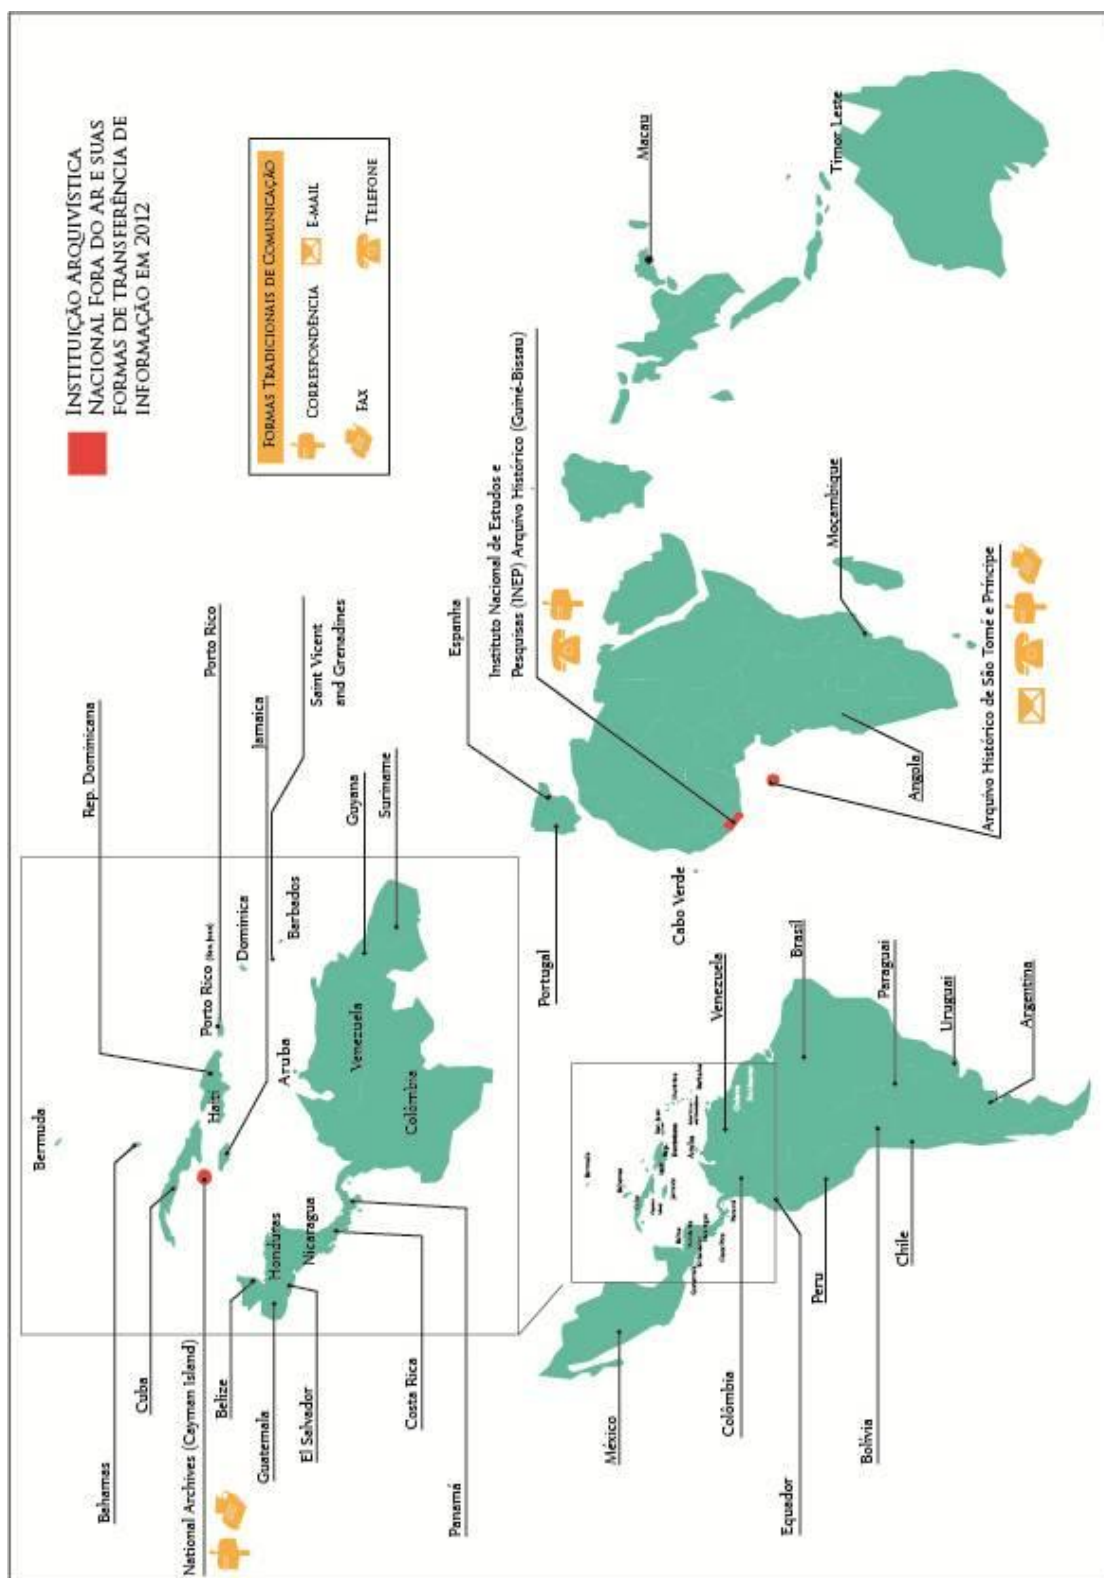 INSTITUIÇÃO ARQUIVÍSTICA
NACIONAL FORA DO AR E SUAS
FORMAS DE TRANSFERÊNCIA DE
INFORMAÇÃO EM 2012
FORMAS TRADICIONAIS DE COMUNICAÇÃO
CORRESPONDÊNCIA
E-MAIL
FAX
TELEFONE
Bermuda
Bahamas
Cuba
National Archives (Cayman Island)
Belize
Guatemala
El Salvador
Honduras
Nicaragua
Costa Rica
Panamá
Haiti
Rep. Dominicana
Porto Rico
Porto Rico
Dominica
Jamaica
Saint Vicent
and Grenadines
Barbados
Aruba
Guyana
Suriname
Venezuela
Colômbia
México
Colômbia
Equador
Peru
Bolívia
Chile
Venezuela
Brasil
Paraguai
Uruguai
Argentina
Portugal
Espanha
Cabo Verde
Instituto Nacional de Estudos e
Pesquisas (INEP) Arquivo Histórico (Guiné-Bissau)
Angola
Moçambique
Arquivo Histórico de São Tomé e Príncipe
Macau
Timor Leste